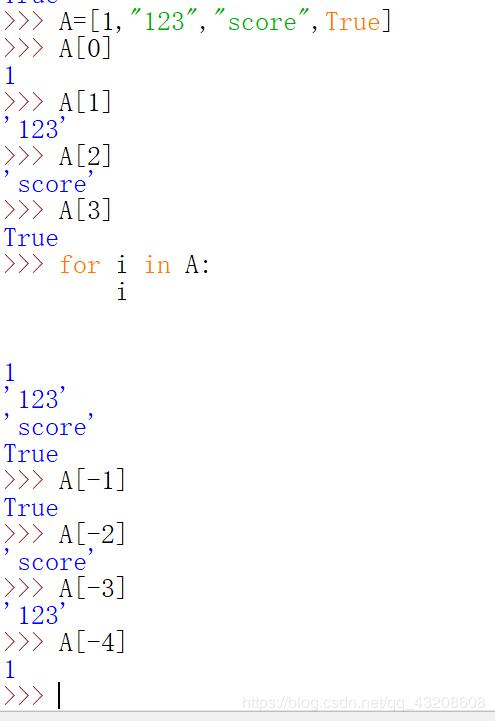 True
>>> A=[1,"123","score",True]
>>> A[0]
1
>>> A[1]
'123'
>>> A[2]
'score'
>>> A[3]
True
>>> for i in A:
        i
1
'123'
'score'
True
>>> A[-1]
True
>>> A[-2]
'score'
>>> A[-3]
'123'
>>> A[-4]
1
>>>
https://blog.csdn.net/qq_43208608